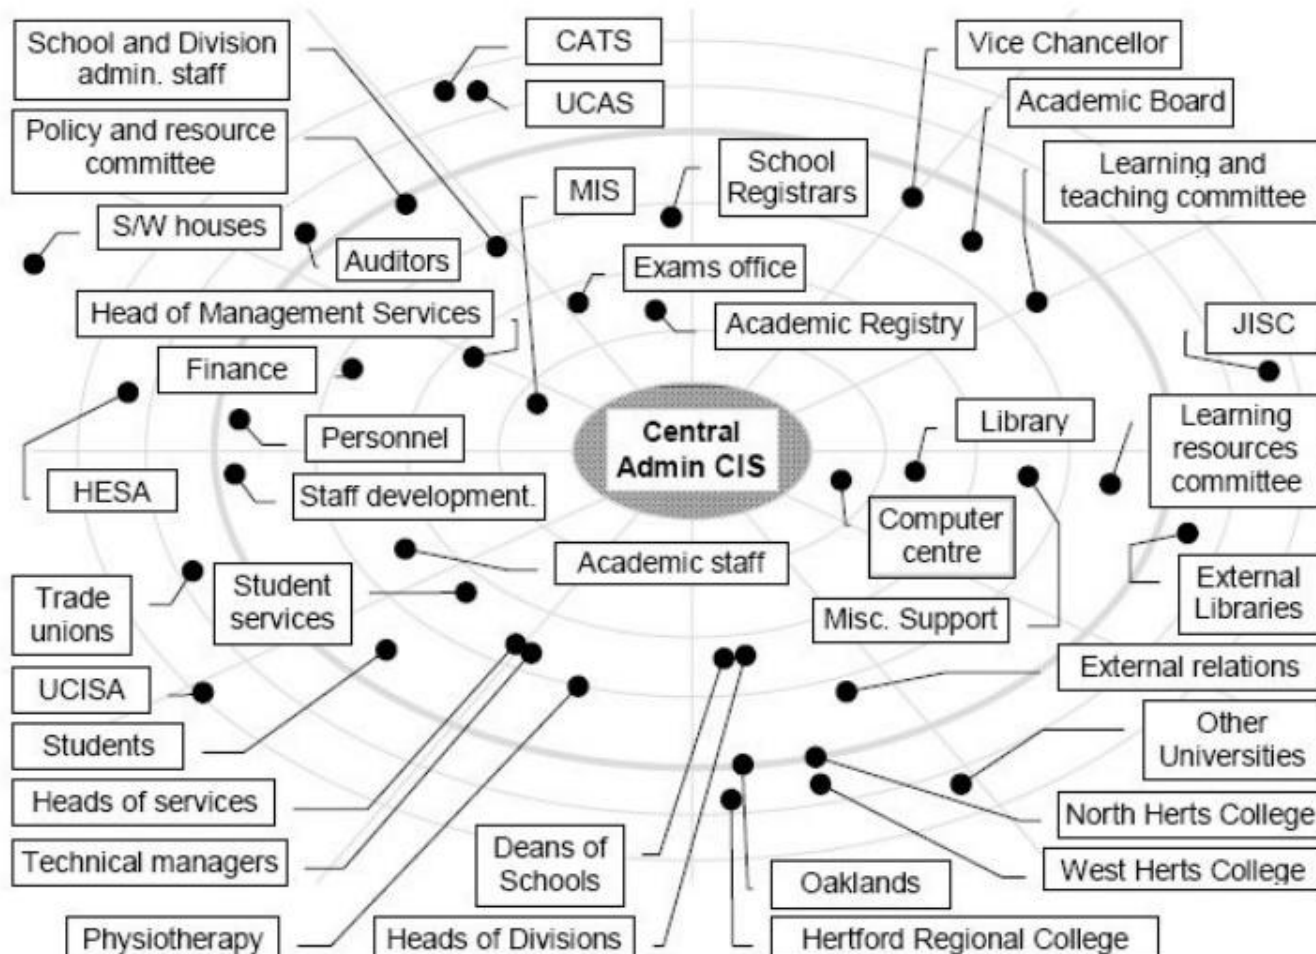 School and Division
admin. staff
CATS
Vice Chancellor
UCAS
Academic Board
Policy and resource
committee
School
Registrars
Learning and
teaching committee
MIS
S/W houses
Auditors
Exams office
Head of Management Services
Academic Registry
JISC
Finance
Central
Admin CIS
Library
Learning
resources
committee
Personnel
HESA
Staff development.
Computer
centre
Academic staff
External
Libraries
Trade
unions
Student
services
Misc. Support
UCISA
External relations
Students
Other
Universities
Heads of services
North Herts College
Technical managers
Deans of
Schools
Oaklands
West Herts College
Physiotherapy
Heads of Divisions
Hertford Regional College